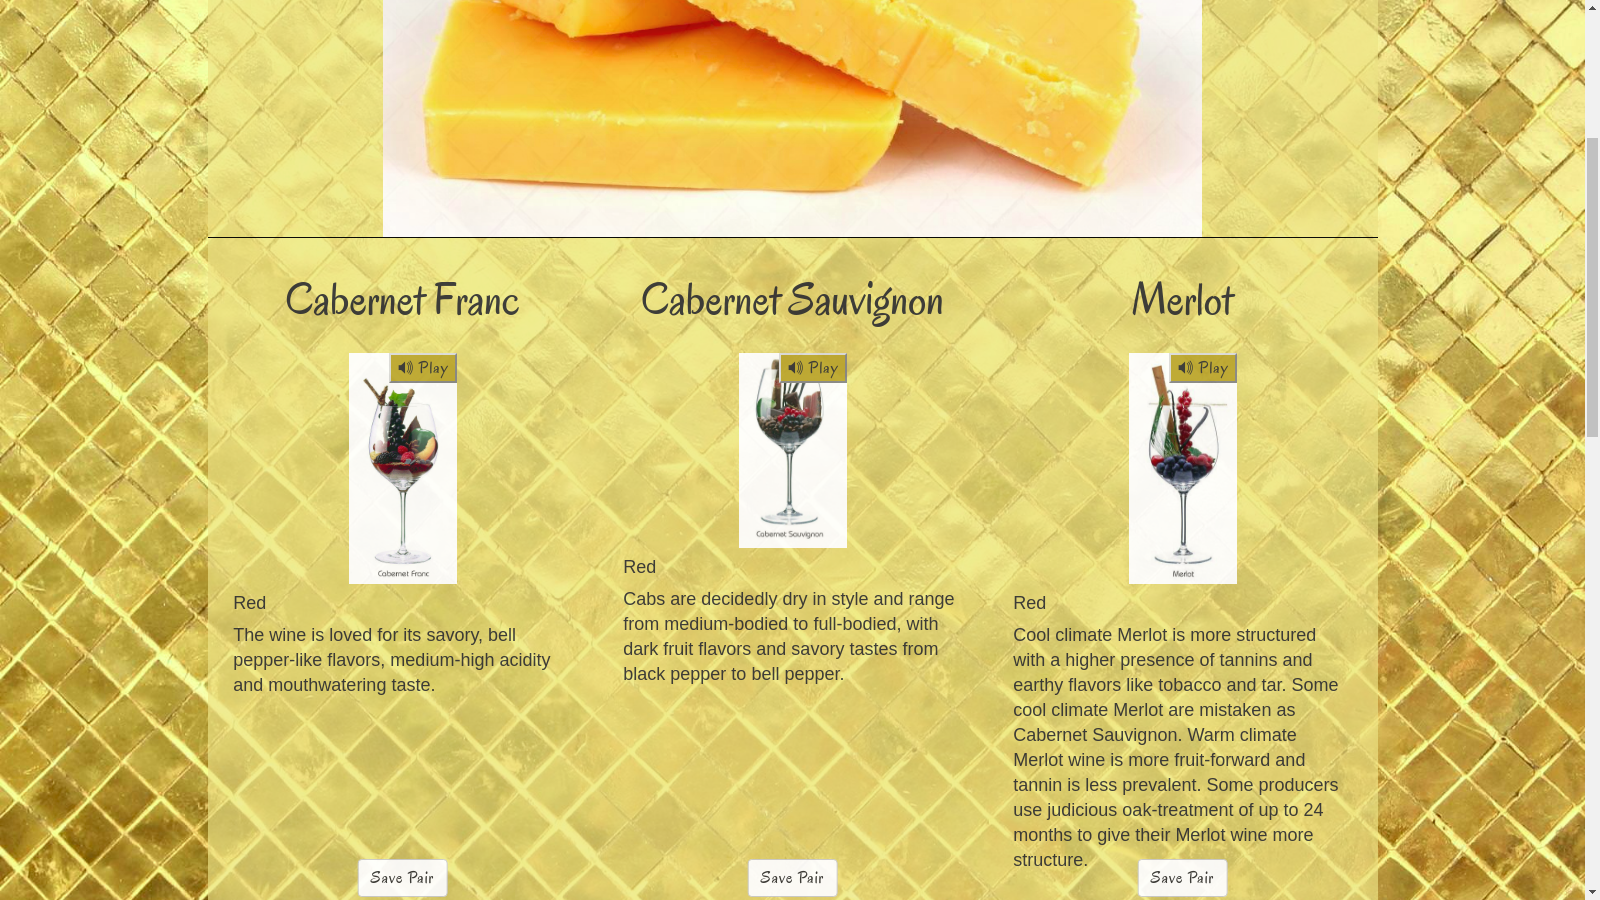 Cabernet Franc
Play
Cabernet Franc
Red
The wine is loved for its savory, bell
pepper-like flavors, medium-high acidity
and mouthwatering taste.
Save Pair
Cabernet Sauvignon
Play
Cabernet Sauvignon
Red
Cabs are decidedly dry in style and range
from medium-bodied to full-bodied, with
dark fruit flavors and savory tastes from
black pepper to bell pepper.
Save Pair
Merlot
Play
Merlot
Red
Cool climate Merlot is more structured
with a higher presence of tannins and
earthy flavors like tobacco and tar. Some
cool climate Merlot are mistaken as
Cabernet Sauvignon. Warm climate
Merlot wine is more fruit-forward and
tannin is less prevalent. Some producers
use judicious oak-treatment of up to 24
months to give their Merlot wine more
structure.
Save Pair